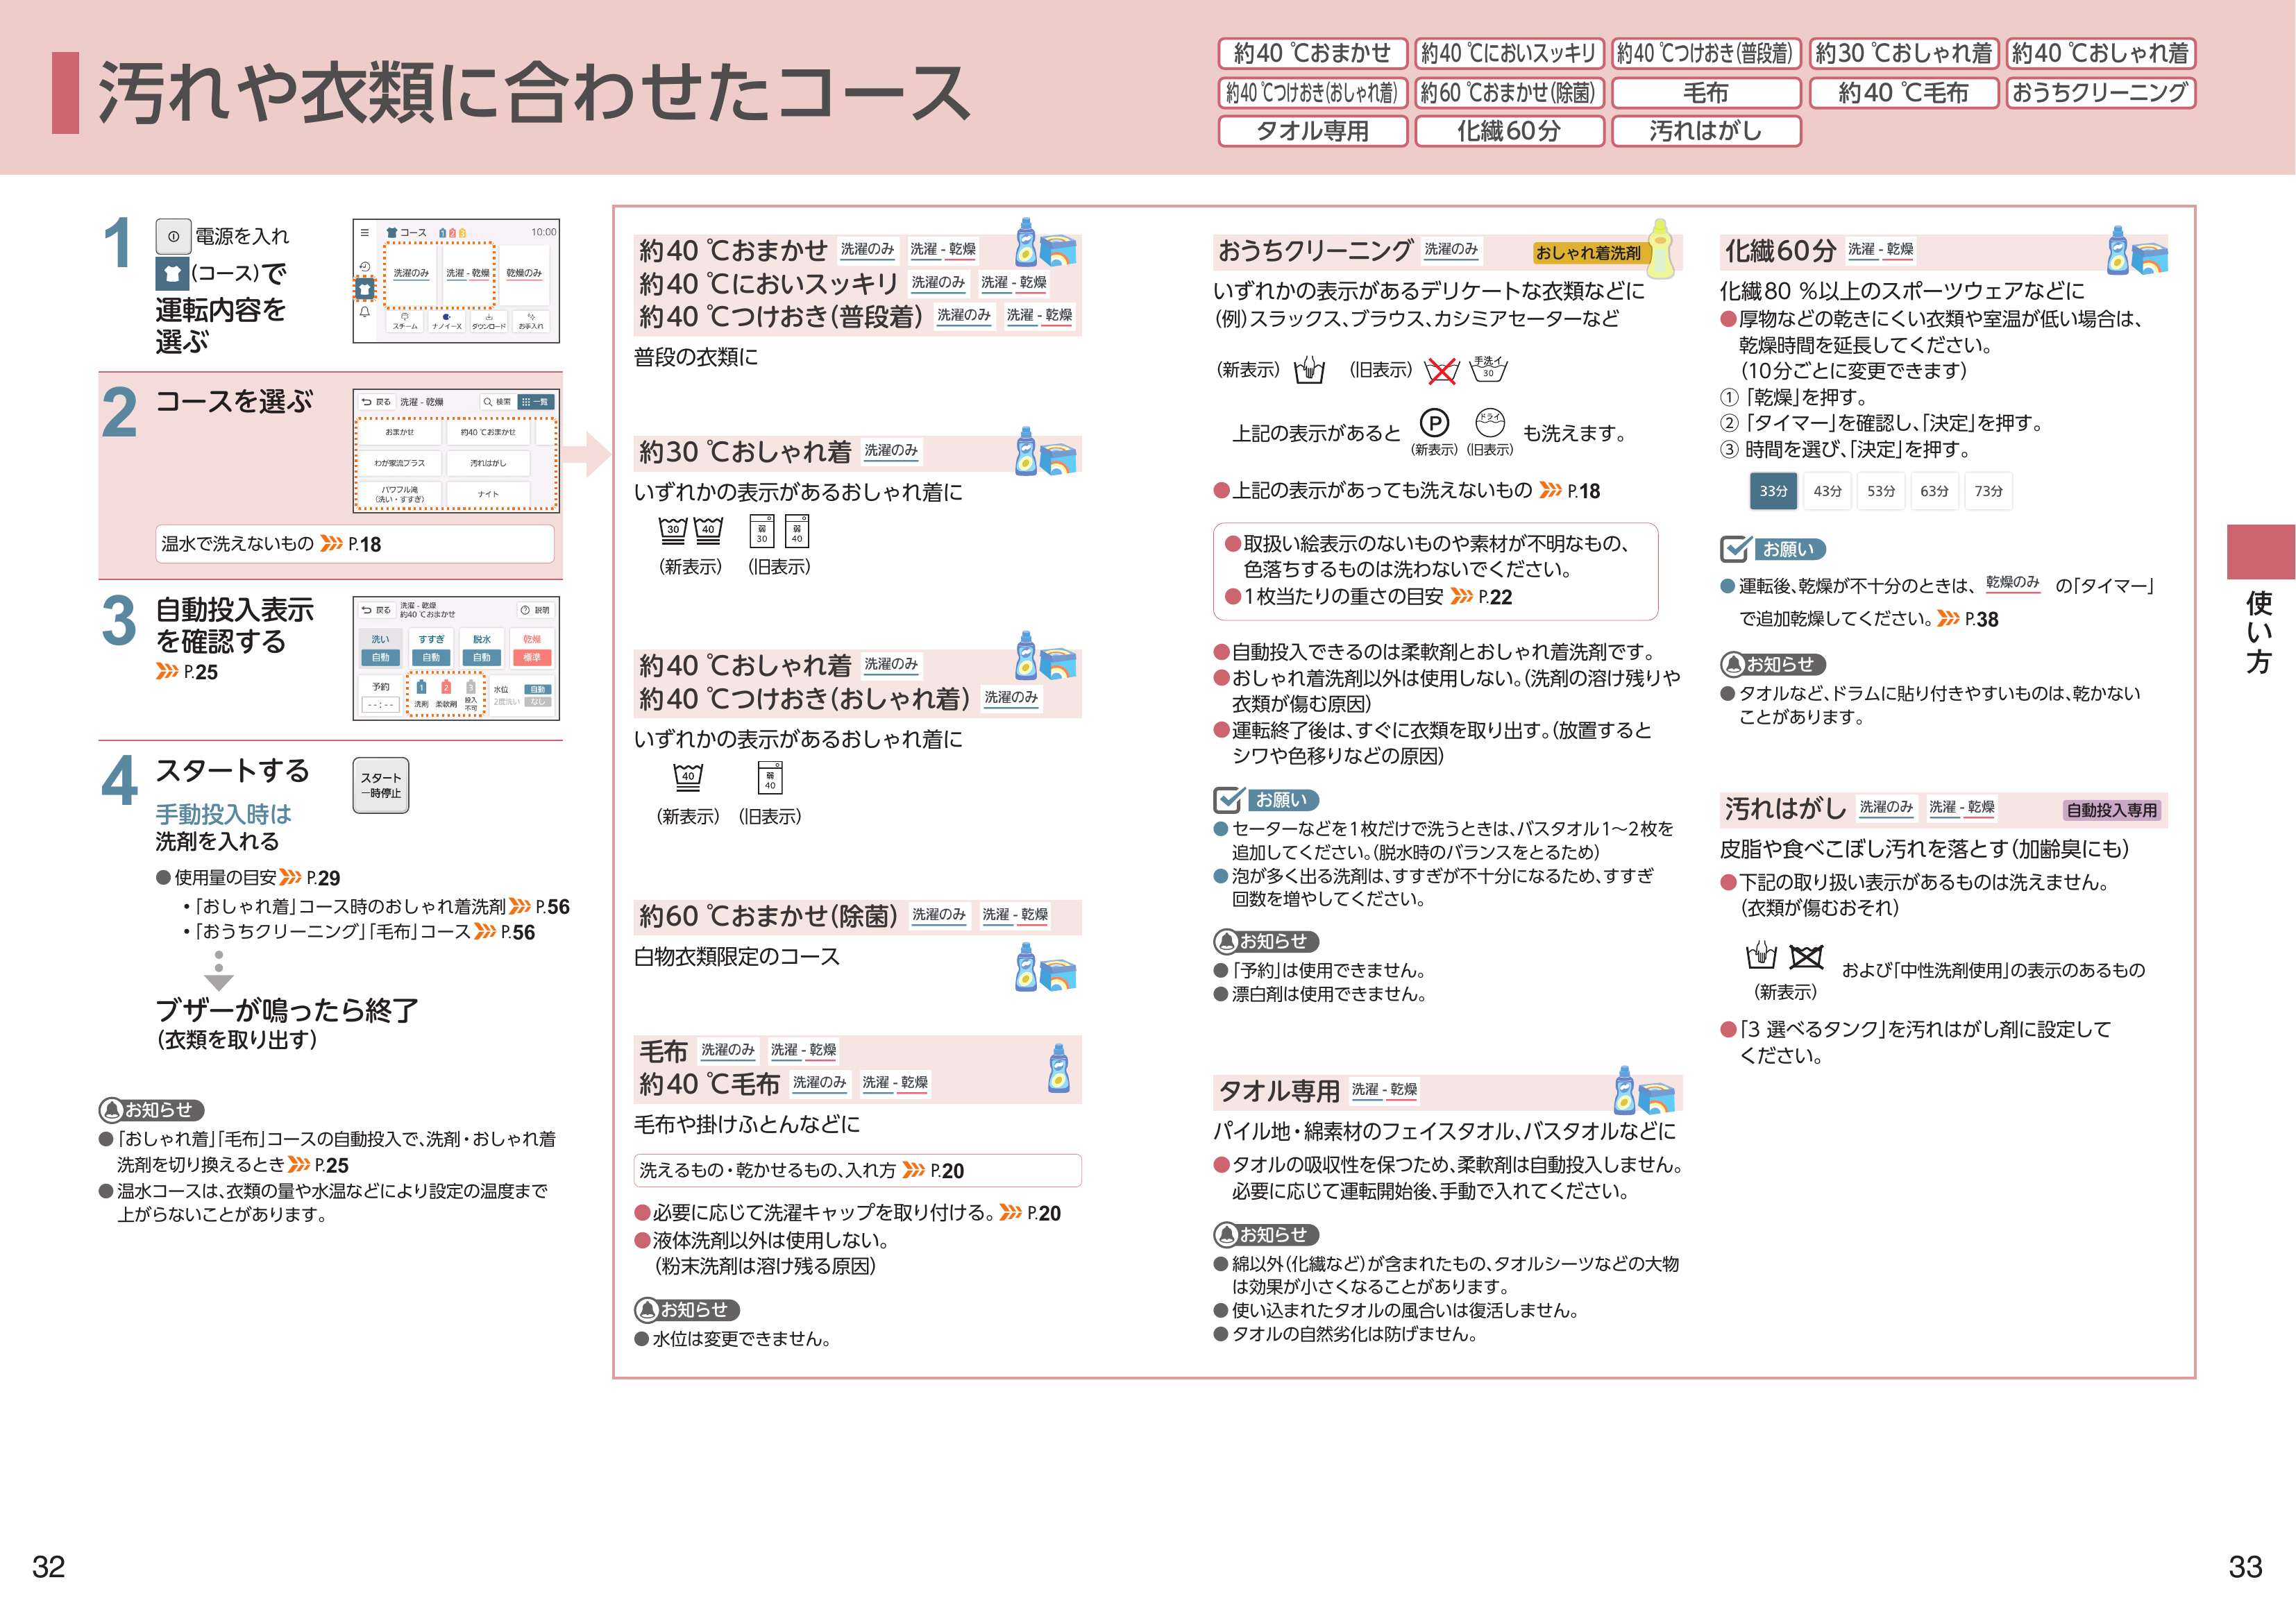 汚れや衣類に合わせたコース
約40 ℃おまかせ 約40 ℃においスッキリ 約40 ℃つけおき(普段着) 約30 ℃おしゃれ着 約40 ℃おしゃれ着
約40 ℃つけおき(おしゃれ着) 約60 ℃おまかせ(除菌) 毛布 約40 ℃毛布 おうちクリーニング
タオル専用 化繊60分 汚れはがし
1
電源を入れ
(コース)で
運転内容を
選ぶ
コース 1 2 3 10:00
洗濯のみ 洗濯 - 乾燥 乾燥のみ
スチーム ナノイーX ダウンロード お手入れ
2
コースを選ぶ
戻る 洗濯 - 乾燥 検索 一覧
おまかせ 約40 ℃おまかせ
わが家流プラス 汚れはがし
パワフル滝
(洗い・すすぎ)
ナイト
温水で洗えないもの P.18
3
自動投入表示
を確認する
P.25
戻る 洗濯 - 乾燥
約40 ℃おまかせ
説明
洗い すすぎ 脱水 乾燥
自動 自動 自動 標準
予約 1 2 3 水位 自動
--:-- 洗剤 柔軟剤 投入
不可
2度洗い なし
4
スタートする
スタート
一時停止
手動投入時は
洗剤を入れる
●使用量の目安 P.29
・「おしゃれ着」コース時のおしゃれ着洗剤 P.56
・「おうちクリーニング」「毛布」コース P.56
ブザーが鳴ったら終了
(衣類を取り出す)
お知らせ
●「おしゃれ着」「毛布」コースの自動投入で、洗剤・おしゃれ着
洗剤を切り換えるとき P.25
●温水コースは、衣類の量や水温などにより設定の温度まで
上がらないことがあります。
約40 ℃おまかせ 洗濯のみ 洗濯 - 乾燥
約40 ℃においスッキリ 洗濯のみ 洗濯 - 乾燥
約40 ℃つけおき(普段着) 洗濯のみ 洗濯 - 乾燥
普段の衣類に
約30 ℃おしゃれ着 洗濯のみ
いずれかの表示があるおしゃれ着に
30 40 弱 30 弱 40
(新表示) (旧表示)
約40 ℃おしゃれ着 洗濯のみ
約40 ℃つけおき(おしゃれ着) 洗濯のみ
いずれかの表示があるおしゃれ着に
40 弱 40
(新表示) (旧表示)
約60 ℃おまかせ(除菌) 洗濯のみ 洗濯 - 乾燥
白物衣類限定のコース
毛布 洗濯のみ 洗濯 - 乾燥
約40 ℃毛布 洗濯のみ 洗濯 - 乾燥
毛布や掛けふとんなどに
洗えるもの・乾かせるもの、入れ方 P.20
●必要に応じて洗濯キャップを取り付ける。 P.20
●液体洗剤以外は使用しない。
(粉末洗剤は溶け残る原因)
お知らせ
●水位は変更できません。
おうちクリーニング 洗濯のみ おしゃれ着洗剤
いずれかの表示があるデリケートな衣類などに
(例)スラックス、ブラウス、カシミアセーターなど
(新表示) (旧表示) 手洗イ 30
上記の表示があると P ドライ も洗えます。
(新表示) (旧表示)
●上記の表示があっても洗えないもの P.18
●取扱い絵表示のないものや素材が不明なもの、
色落ちするものは洗わないでください。
●1枚当たりの重さの目安 P.22
●自動投入できるのは柔軟剤とおしゃれ着洗剤です。
●おしゃれ着洗剤以外は使用しない。(洗剤の溶け残りや
衣類が傷む原因)
●運転終了後は、すぐに衣類を取り出す。(放置すると
シワや色移りなどの原因)
お願い
●セーターなどを1枚だけで洗うときは、バスタオル1～2枚を
追加してください。(脱水時のバランスをとるため)
●泡が多く出る洗剤は、すすぎが不十分になるため、すすぎ
回数を増やしてください。
お知らせ
●「予約」は使用できません。
●漂白剤は使用できません。
タオル専用 洗濯 - 乾燥
パイル地・綿素材のフェイスタオル、バスタオルなどに
●タオルの吸収性を保つため、柔軟剤は自動投入しません。
必要に応じて運転開始後、手動で入れてください。
お知らせ
●綿以外(化繊など)が含まれたもの、タオルシーツなどの大物
は効果が小さくなることがあります。
●使い込まれたタオルの風合いは復活しません。
●タオルの自然劣化は防げません。
化繊60分 洗濯 - 乾燥
化繊80 %以上のスポーツウェアなどに
●厚物などの乾きにくい衣類や室温が低い場合は、
乾燥時間を延長してください。
(10分ごとに変更できます)
①「乾燥」を押す。
②「タイマー」を確認し、「決定」を押す。
③ 時間を選び、「決定」を押す。
33分 43分 53分 63分 73分
お願い
●運転後、乾燥が不十分のときは、 乾燥のみ の「タイマー」
で追加乾燥してください。 P.38
お知らせ
●タオルなど、ドラムに貼り付きやすいものは、乾かない
ことがあります。
汚れはがし 洗濯のみ 洗濯 - 乾燥 自動投入専用
皮脂や食べこぼし汚れを落とす(加齢臭にも)
●下記の取り扱い表示があるものは洗えません。
(衣類が傷むおそれ)
および「中性洗剤使用」の表示のあるもの
(新表示)
●「3 選べるタンク」を汚れはがし剤に設定して
ください。
使い方
32
33